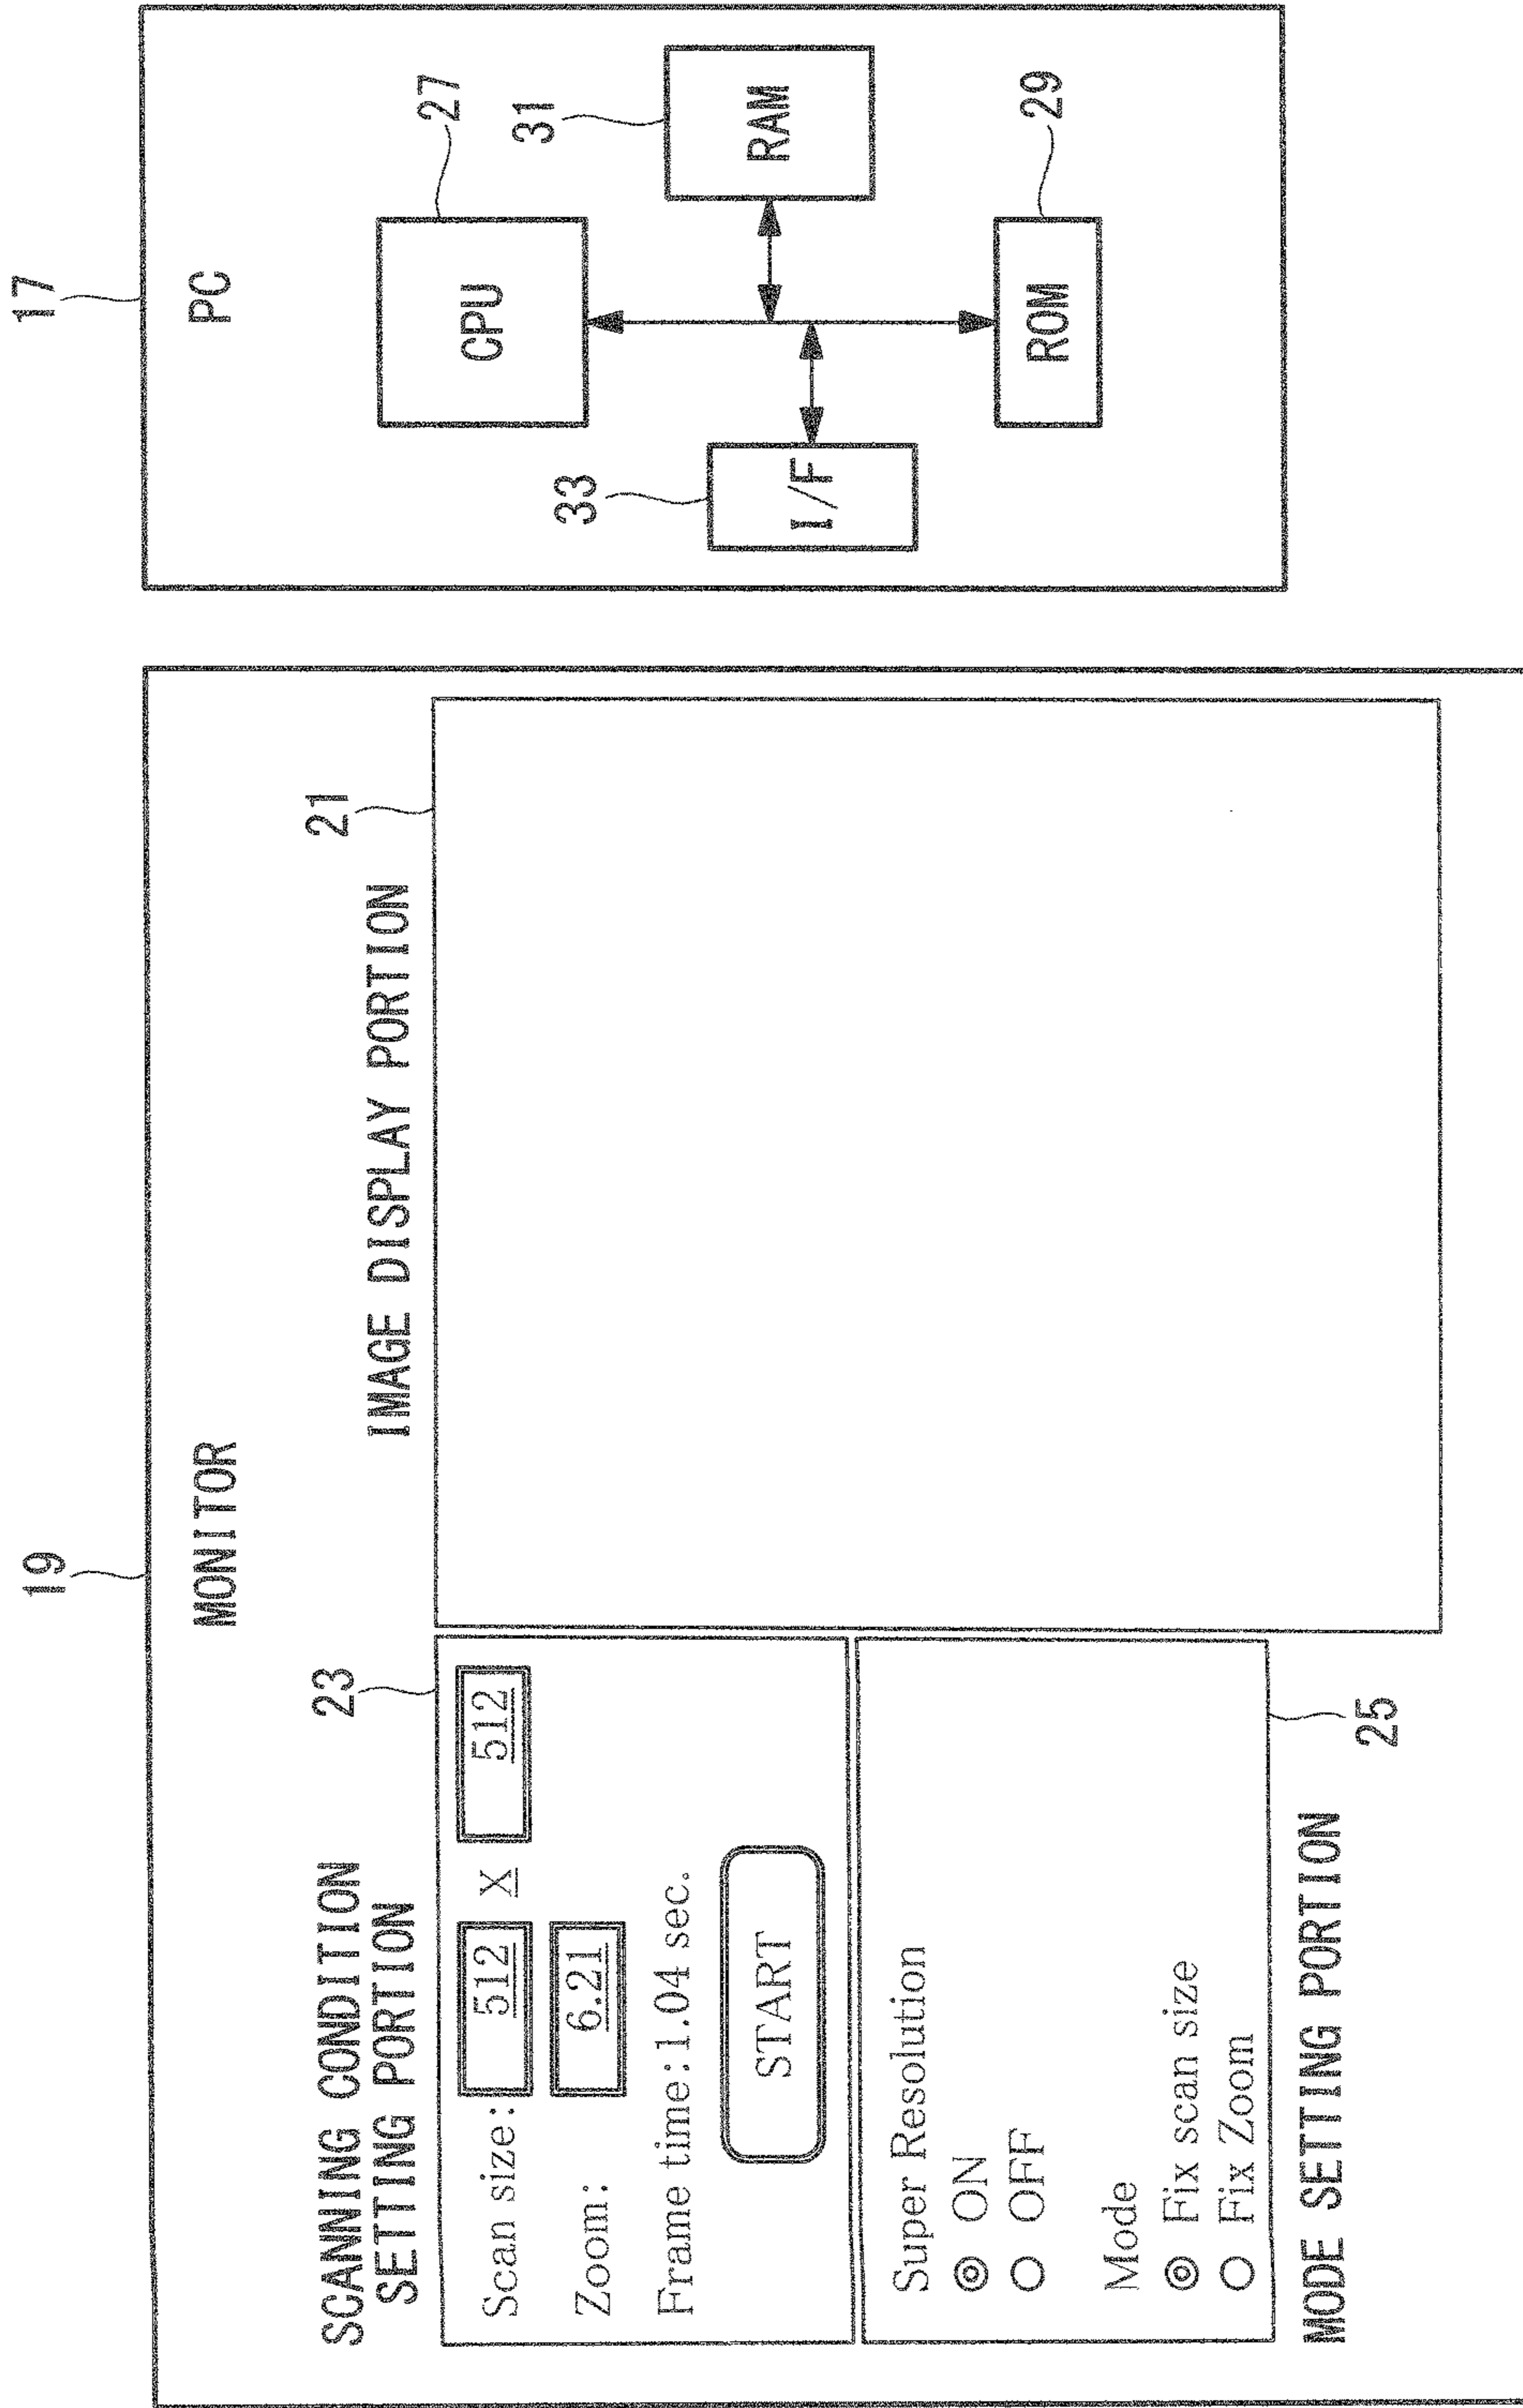 19
MONITOR
SCANNING CONDITION
SETTING PORTION
23
Scan size: 512 X 512
Zoom: 6.21
Frame time:1.04 sec.
START
Super Resolution
◎ ON
○ OFF
Mode
◎ Fix scan size
○ Fix Zoom
MODE SETTING PORTION
25
IMAGE DISPLAY PORTION
21
17
PC
CPU
27
33
I/F
31
RAM
ROM
29